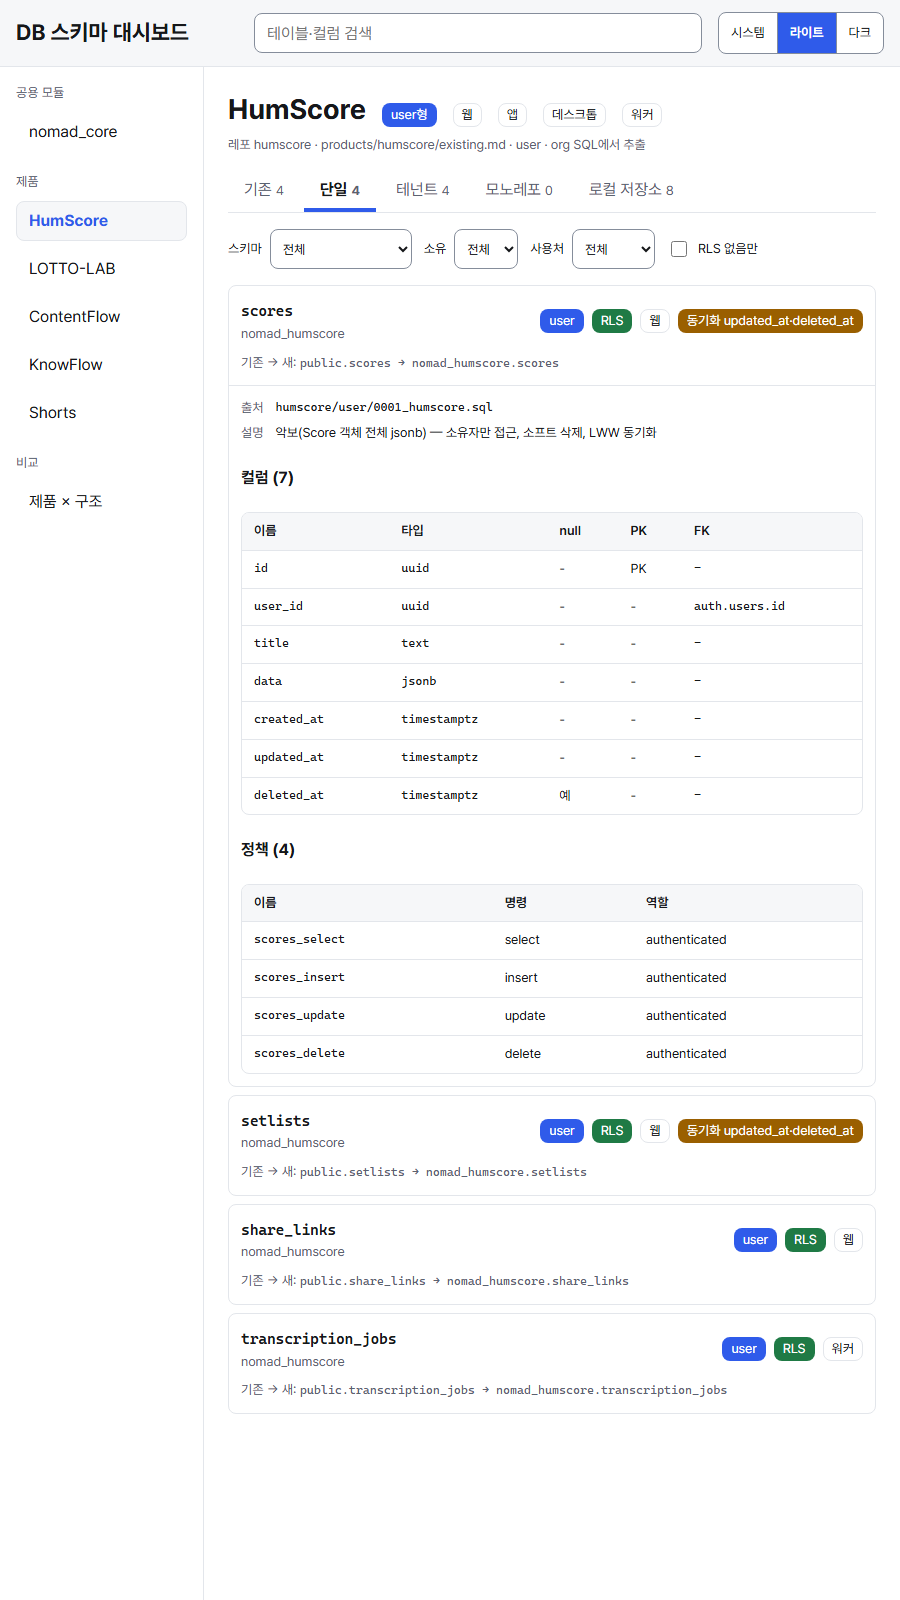 DB 스키마 대시보드
테이블·컬럼 검색
시스템 라이트 다크
공용 모듈
nomad_core
제품
HumScore
LOTTO-LAB
ContentFlow
KnowFlow
Shorts
비교
제품 × 구조
HumScore user형 웹 앱 데스크톱 워커
레포 humscore · products/humscore/existing.md · user · org SQL에서 추출
기존 4 단일 4 테넌트 4 모노레포 0 로컬 저장소 8
스키마 전체 소유 전체 사용처 전체 RLS 없음만
scores
nomad_humscore
user RLS 웹 동기화 updated_at·deleted_at
기존 → 새: public.scores → nomad_humscore.scores
출처 humscore/user/0001_humscore.sql
설명 악보(Score 객체 전체 jsonb) — 소유자만 접근, 소프트 삭제, LWW 동기화
컬럼 (7)
이름 타입 null PK FK
id uuid - PK -
user_id uuid - - auth.users.id
title text - - -
data jsonb - - -
created_at timestamptz - - -
updated_at timestamptz - - -
deleted_at timestamptz 예 - -
정책 (4)
이름 명령 역할
scores_select select authenticated
scores_insert insert authenticated
scores_update update authenticated
scores_delete delete authenticated
setlists
nomad_humscore
user RLS 웹 동기화 updated_at·deleted_at
기존 → 새: public.setlists → nomad_humscore.setlists
share_links
nomad_humscore
user RLS 웹
기존 → 새: public.share_links → nomad_humscore.share_links
transcription_jobs
nomad_humscore
user RLS 워커
기존 → 새: public.transcription_jobs → nomad_humscore.transcription_jobs